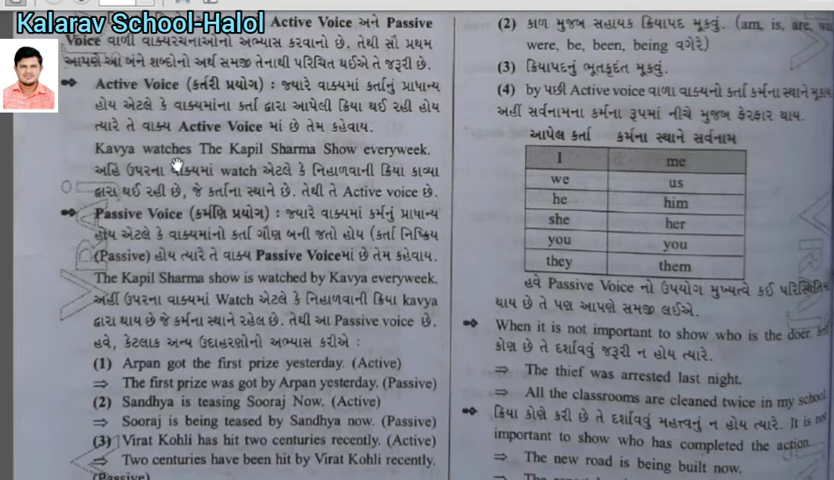 Kalarav School-Halol
Active Voice અને Passive
Voice વાળી વાક્યરચનાઓનો અભ્યાસ કરવાનો છે. તેથી સૌ પ્રથમ
આપણે આ બંને શબ્દોનો અર્થ સમજી તેનાથી પરિચિત થઈએ તે જરૂરી છે.
Active Voice (કર્તરી પ્રયોગ) : જ્યારે વાક્યમાં કર્તાનું પ્રાધાન્ય
હોય એટલે કે વાક્યમાંના કર્તા દ્વારા આપેલી ક્રિયા થઈ રહી હોય
ત્યારે તે વાક્ય Active Voice માં છે તેમ કહેવાય.
Kavya watches The Kapil Sharma Show everyweek.
અહિ ઉપરના વાક્યમાં watch એટલે કે નિહાળવાની ક્રિયા કાવ્યા
દ્વારા થઈ રહી છે, જે કર્તાના સ્થાને છે. તેથી તે Active voice છે.
Passive Voice (કર્મણિ પ્રયોગ) : જ્યારે વાક્યમાં કર્મનું પ્રાધાન્ય
હોય એટલે કે વાક્યમાંનો કર્તા ગૌણ બની જતો હોય (કર્તા નિષ્ક્રિય
(Passive) હોય ત્યારે તે વાક્ય Passive Voiceમાં છે તેમ કહેવાય.
The Kapil Sharma show is watched by Kavya everyweek.
અહીં ઉપરના વાક્યમાં Watch એટલે કે નિહાળવાની ક્રિયા kavya
દ્વારા થાય છે જે કર્મના સ્થાને રહેલ છે. તેથી આ Passive voice છે.
હવે, કેટલાક અન્ય ઉદાહરણોનો અભ્યાસ કરીએ :
(1) Arpan got the first prize yesterday. (Active)
⇒ The first prize was got by Arpan yesterday. (Passive)
(2) Sandhya is teasing Sooraj Now. (Active)
⇒ Sooraj is being teased by Sandhya now. (Passive)
(3) Virat Kohli has hit two centuries recently. (Active)
⇒ Two centuries have been hit by Virat Kohli recently.
(Passive)
(2) કાળ મુજબ સહાયક ક્રિયાપદ મૂકવું. (am, is, are,
were, be, been, being વગેરે)
(3) ક્રિયાપદનું ભૂતકૃદંત મૂકવું.
(4) by પછી Active voice વાળા વાક્યનો કર્તા કર્મના સ્થાને મૂકાય
અહીં સર્વનામના કર્મના રૂપમાં નીચે મુજબ ફેરફાર થાય.
આપેલ કર્તા કર્મના સ્થાને સર્વનામ
I me
we us
he him
she her
you you
they them
હવે Passive Voice નો ઉપયોગ મુખ્યત્વે કઈ પરિસ્થિતિ
થાય છે તે પણ આપણે સમજી લઈએ.
When it is not important to show who is the doer.
કોણ છે તે દર્શાવવું જરૂરી ન હોય ત્યારે.
⇒ The thief was arrested last night.
⇒ All the classrooms are cleaned twice in my school.
ક્રિયા કોણે કરી છે તે દર્શાવવું મહત્ત્વનું ન હોય ત્યારે. It is not
important to show who has completed the action.
⇒ The new road is being built now.